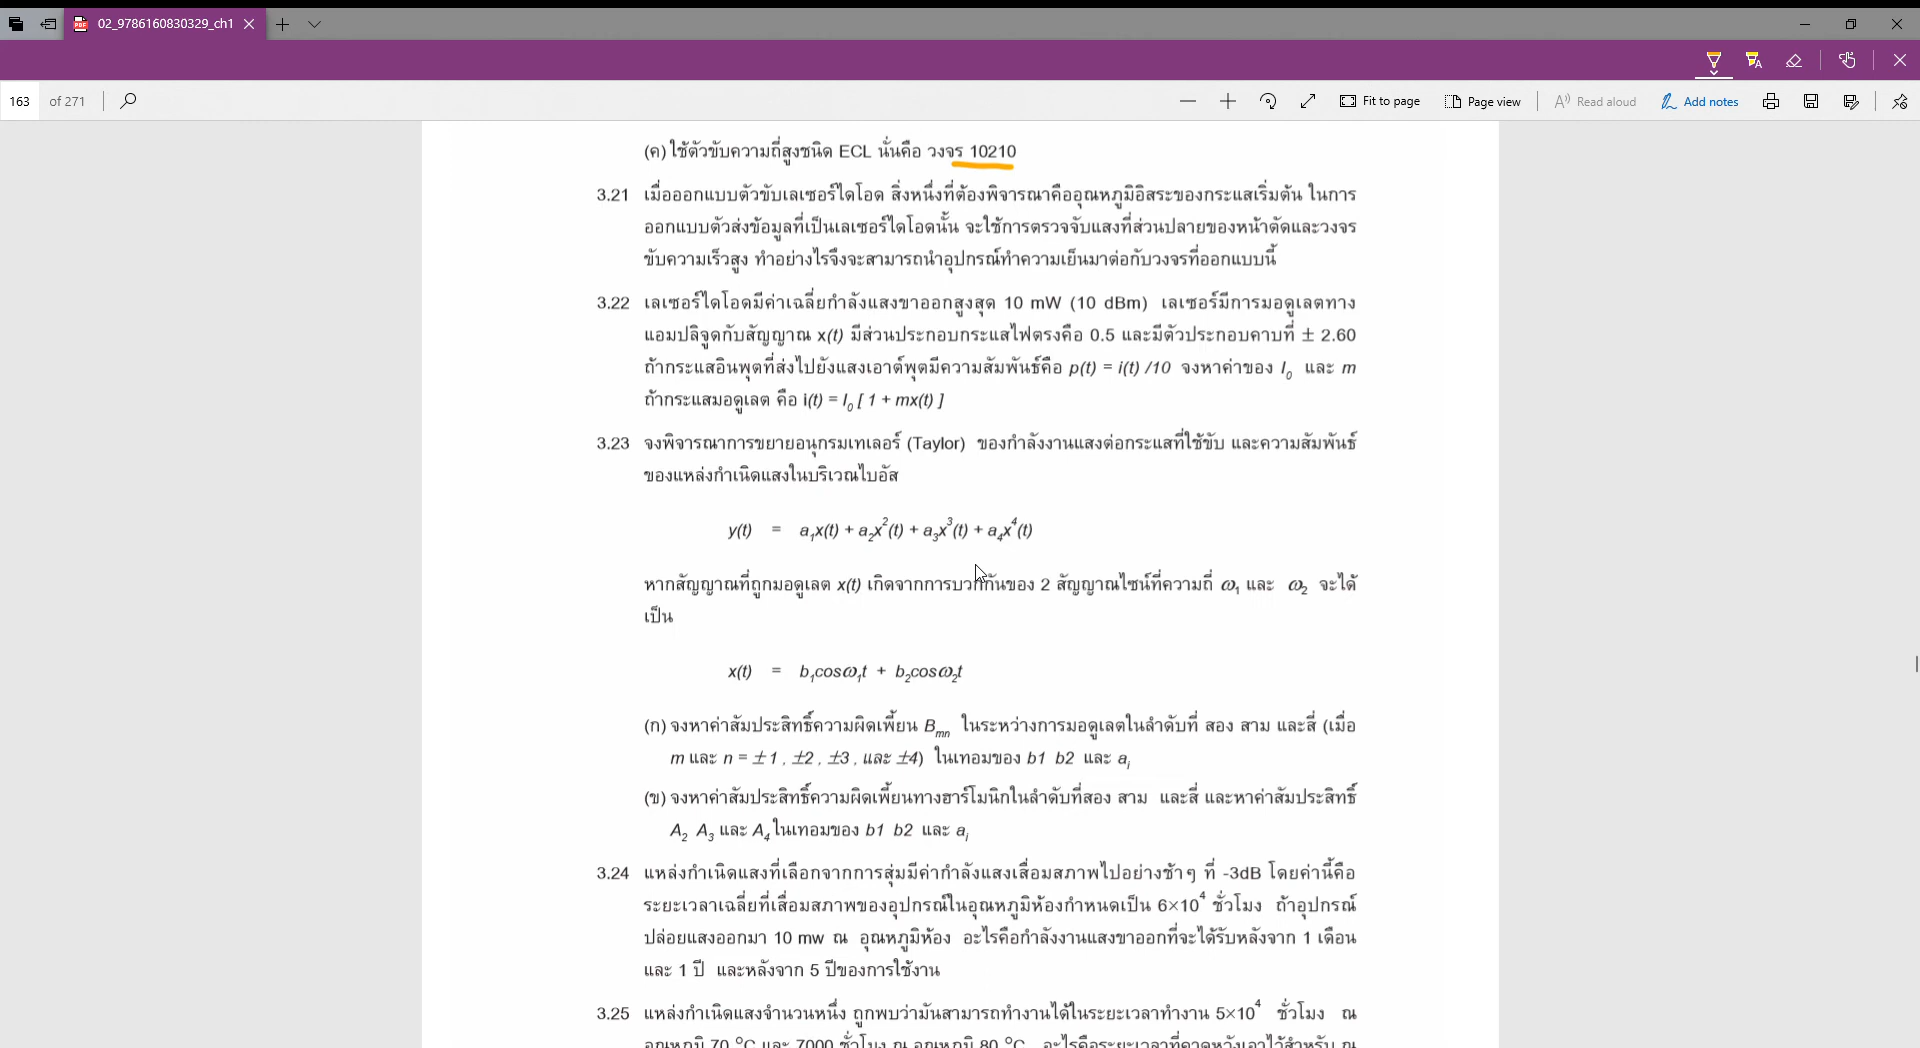 02_9786160830329_ch1
163 of 271
Fit to page
Page view
Read aloud
Add notes
(ค) ใช้ตัวขับความถี่สูงชนิด ECL นั่นคือ วงจร 10210
3.21 เมื่อออกแบบตัวขับเลเซอร์ไดโอด สิ่งหนึ่งที่ต้องพิจารณาคืออุณหภูมิอิสระของกระแสเริ่มต้น ในการ
ออกแบบตัวส่งข้อมูลที่เป็นเลเซอร์ไดโอดนั้น จะใช้การตรวจจับแสงที่ส่วนปลายของหน้าตัดและวงจร
ขับความเร็วสูง ทำอย่างไรจึงจะสามารถนำอุปกรณ์ทำความเย็นมาต่อกับวงจรที่ออกแบบนี้
3.22 เลเซอร์ไดโอดมีค่าเฉลี่ยกำลังแสงขาออกสูงสุด 10 mW (10 dBm) เลเซอร์มีการมอดูเลตทาง
แอมปลิจูดกับสัญญาณ x(t) มีส่วนประกอบกระแสไฟตรงคือ 0.5 และมีตัวประกอบคาบที่ ± 2.60
ถ้ากระแสอินพุตที่ส่งไปยังแสงเอาต์พุตมีความสัมพันธ์คือ p(t) = i(t) /10 จงหาค่าของ I₀ และ m
ถ้ากระแสมอดูเลต คือ i(t) = I₀ [ 1 + mx(t) ]
3.23 จงพิจารณาการขยายอนุกรมเทเลอร์ (Taylor) ของกำลังงานแสงต่อกระแสที่ใช้ขับ และความสัมพันธ์
ของแหล่งกำเนิดแสงในบริเวณไบอัส
y(t) = a₁x(t) + a₂x²(t) + a₃x³(t) + a₄x⁴(t)
หากสัญญาณที่ถูกมอดูเลต x(t) เกิดจากการบวกกันของ 2 สัญญาณไซน์ที่ความถี่ ω₁ และ ω₂ จะได้
เป็น
x(t) = b₁cosω₁t + b₂cosω₂t
(ก) จงหาค่าสัมประสิทธิ์ความผิดเพี้ยน Bmn ในระหว่างการมอดูเลตในลำดับที่ สอง สาม และสี่ (เมื่อ
m และ n = ± 1 , ±2 , ±3 , และ ±4) ในเทอมของ b1 b2 และ aᵢ
(ข) จงหาค่าสัมประสิทธิ์ความผิดเพี้ยนทางฮาร์โมนิกในลำดับที่สอง สาม และสี่ และหาค่าสัมประสิทธิ์
A₂ A₃ และ A₄ ในเทอมของ b1 b2 และ aᵢ
3.24 แหล่งกำเนิดแสงที่เลือกจากการสุ่มมีค่ากำลังแสงเสื่อมสภาพไปอย่างช้าๆ ที่ -3dB โดยค่านี้คือ
ระยะเวลาเฉลี่ยที่เสื่อมสภาพของอุปกรณ์ในอุณหภูมิห้องกำหนดเป็น 6×10⁴ ชั่วโมง ถ้าอุปกรณ์
ปล่อยแสงออกมา 10 mw ณ อุณหภูมิห้อง อะไรคือกำลังงานแสงขาออกที่จะได้รับหลังจาก 1 เดือน
และ 1 ปี และหลังจาก 5 ปีของการใช้งาน
3.25 แหล่งกำเนิดแสงจำนวนหนึ่ง ถูกพบว่ามันสามารถทำงานได้ในระยะเวลาทำงาน 5×10⁴ ชั่วโมง ณ
อุณหภูมิ 70 °C และ 7000 ชั่วโมง ณ อุณหภูมิ 80 °C อะไรคือระยะเวลาที่คาดหวังเอาไว้สำหรับ ณ